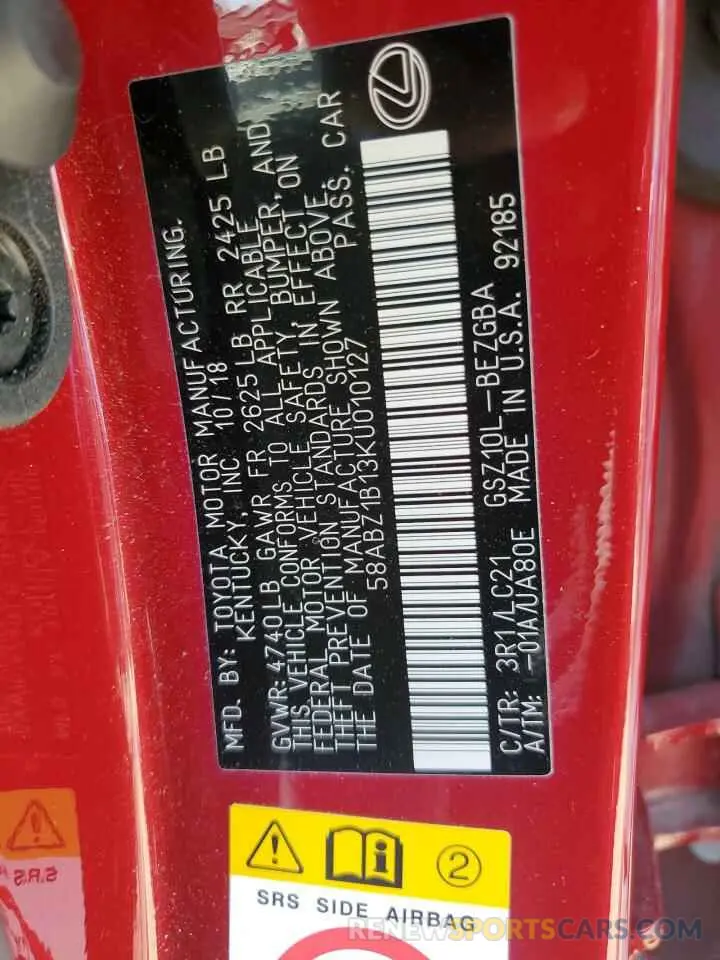 MFD. BY: TOYOTA MOTOR MANUFACTURING.
KENTUCKY, INC 10/18
GVWR: 4740LB GAWR FR 2625 LB RR 2425 LB
THIS VEHICLE CONFORMS TO ALL APPLICABLE
FEDERAL MOTOR VEHICLE SAFETY, BUMPER, AND
THEFT PREVENTION STANDARDS IN EFFECT ON
THE DATE OF MANUFACTURE SHOWN ABOVE.
58ABZ1B13KU010127 PASS. CAR
C/TR: 3R1/LC21 GSZ10L-BEZGBA
A/TM: -01A/UA80E MADE IN U.S.A. 92185
2
SRS SIDE AIRBAG
RENEWSPORTSCARS.COM